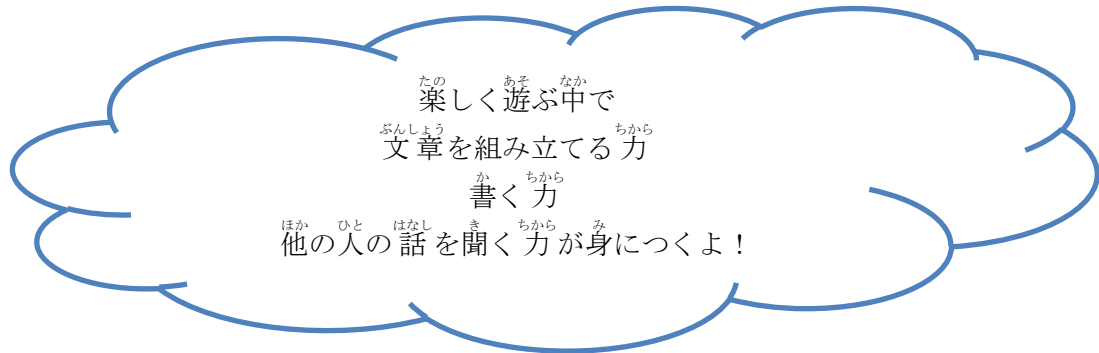 楽しく遊ぶ中で
文章を組み立てる力
書く力
他の人の話を聞く力が身につくよ！